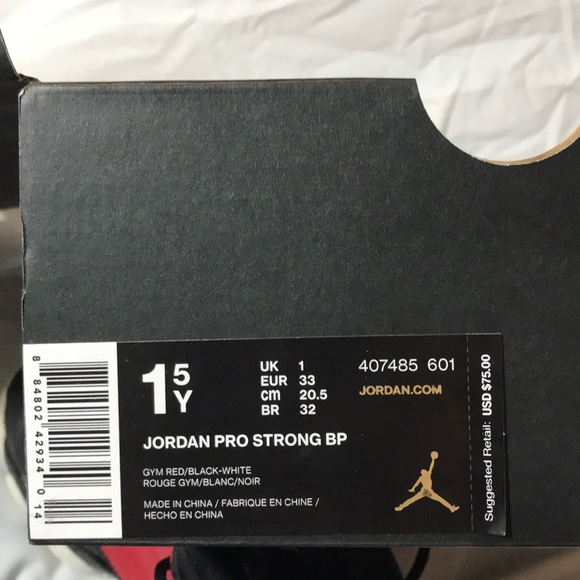 8 84802 42934 0 14
1 5 Y
UK 1
EUR 33
cm 20.5
BR 32
407485 601
JORDAN.COM
JORDAN PRO STRONG BP
GYM RED/BLACK-WHITE
ROUGE GYM/BLANC/NOIR
MADE IN CHINA / FABRIQUE EN CHINE /
HECHO EN CHINA
Suggested Retail: USD $75.00